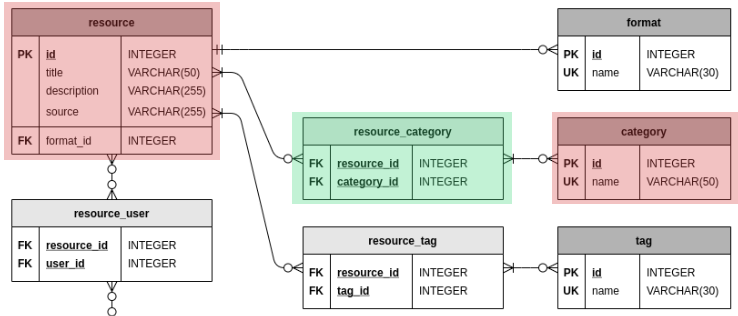 resource
PK id INTEGER
title VARCHAR(50)
description VARCHAR(255)
source VARCHAR(255)
FK format_id INTEGER
format
PK id INTEGER
UK name VARCHAR(30)
resource_category
FK resource_id INTEGER
FK category_id INTEGER
category
PK id INTEGER
UK name VARCHAR(50)
resource_user
FK resource_id INTEGER
FK user_id INTEGER
resource_tag
FK resource_id INTEGER
FK tag_id INTEGER
tag
PK id INTEGER
UK name VARCHAR(30)